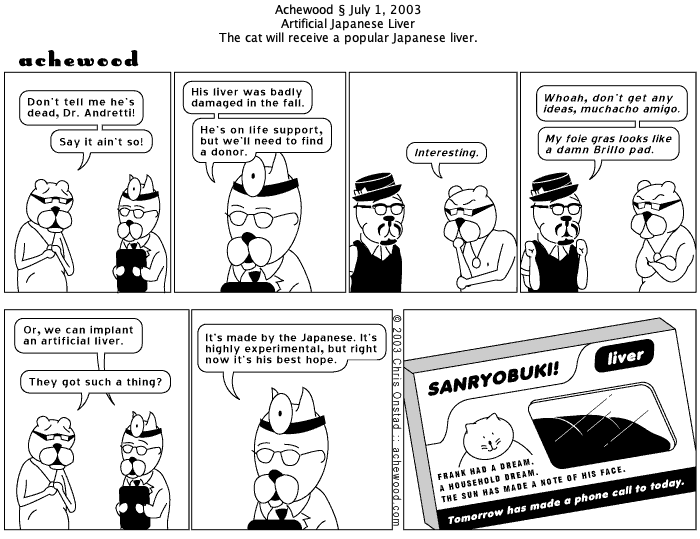 Achewood § July 1, 2003
Artificial Japanese Liver
The cat will receive a popular Japanese liver.
achewood
Don't tell me he's
dead, Dr. Andretti!
Say it ain't so!
His liver was badly
damaged in the fall.
He's on life support,
but we'll need to find
a donor.
Interesting.
Whoah, don't get any
ideas, muchacho amigo.
My foie gras looks like
a damn Brillo pad.
Or, we can implant
an artificial liver.
They got such a thing?
It's made by the Japanese. It's
highly experimental, but right
now it's his best hope.
© 2003 Chris Onstad :: achewood.com
SANRYOBUKI!
liver
FRANK HAD A DREAM.
A HOUSEHOLD DREAM.
THE SUN HAS MADE A NOTE OF HIS FACE.
Tomorrow has made a phone call to today.